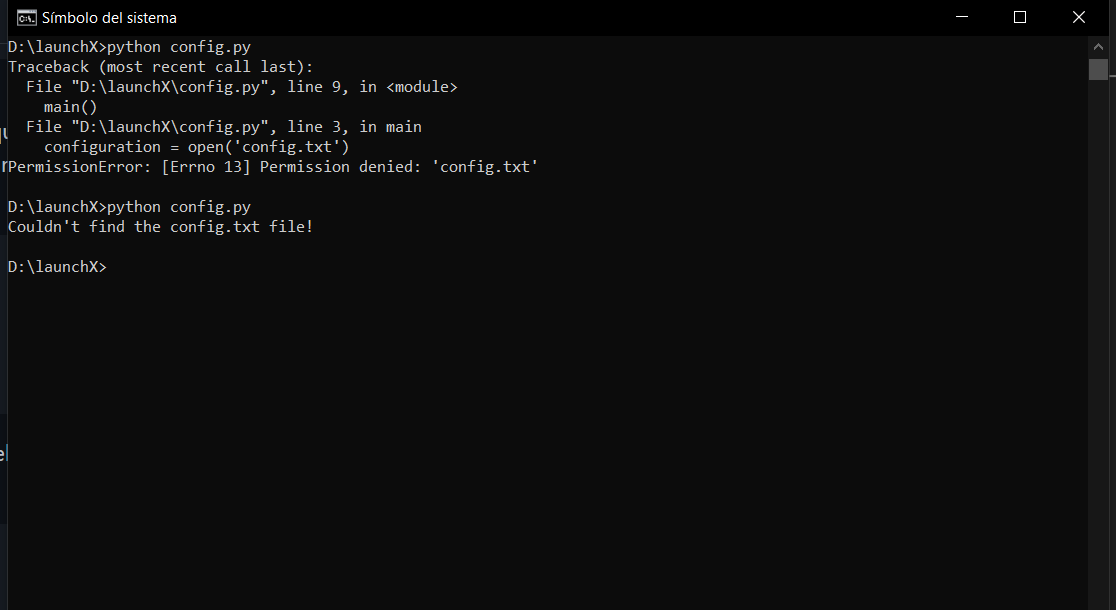 Símbolo del sistema
D:\launchX>python config.py
Traceback (most recent call last):
  File "D:\launchX\config.py", line 9, in <module>
    main()
  File "D:\launchX\config.py", line 3, in main
    configuration = open('config.txt')
PermissionError: [Errno 13] Permission denied: 'config.txt'
D:\launchX>python config.py
Couldn't find the config.txt file!
D:\launchX>